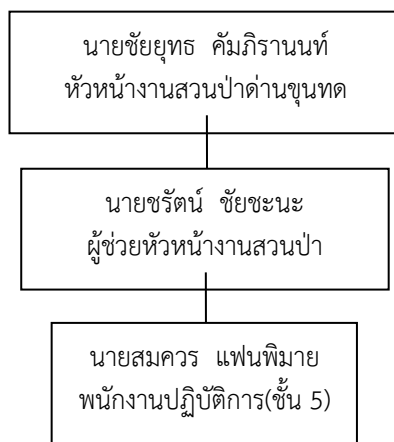 นายชัยยุทธ คัมภิรานนท์
หัวหน้างานสวนป่าด่านขุนทด
นายชรัตน์ ชัยชะนะ
ผู้ช่วยหัวหน้างานสวนป่า
นายสมควร แฟนพิมาย
พนักงานปฏิบัติการ(ชั้น 5)